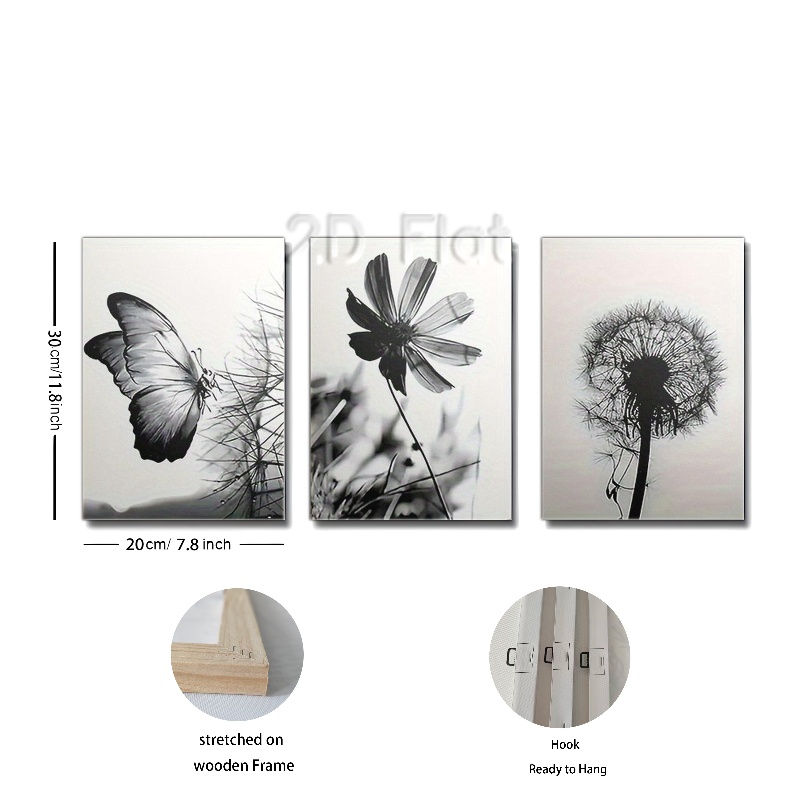 2D Flat
30cm/11.8inch
20cm/ 7.8 inch
stretched on
wooden Frame
Hook
Ready to Hang